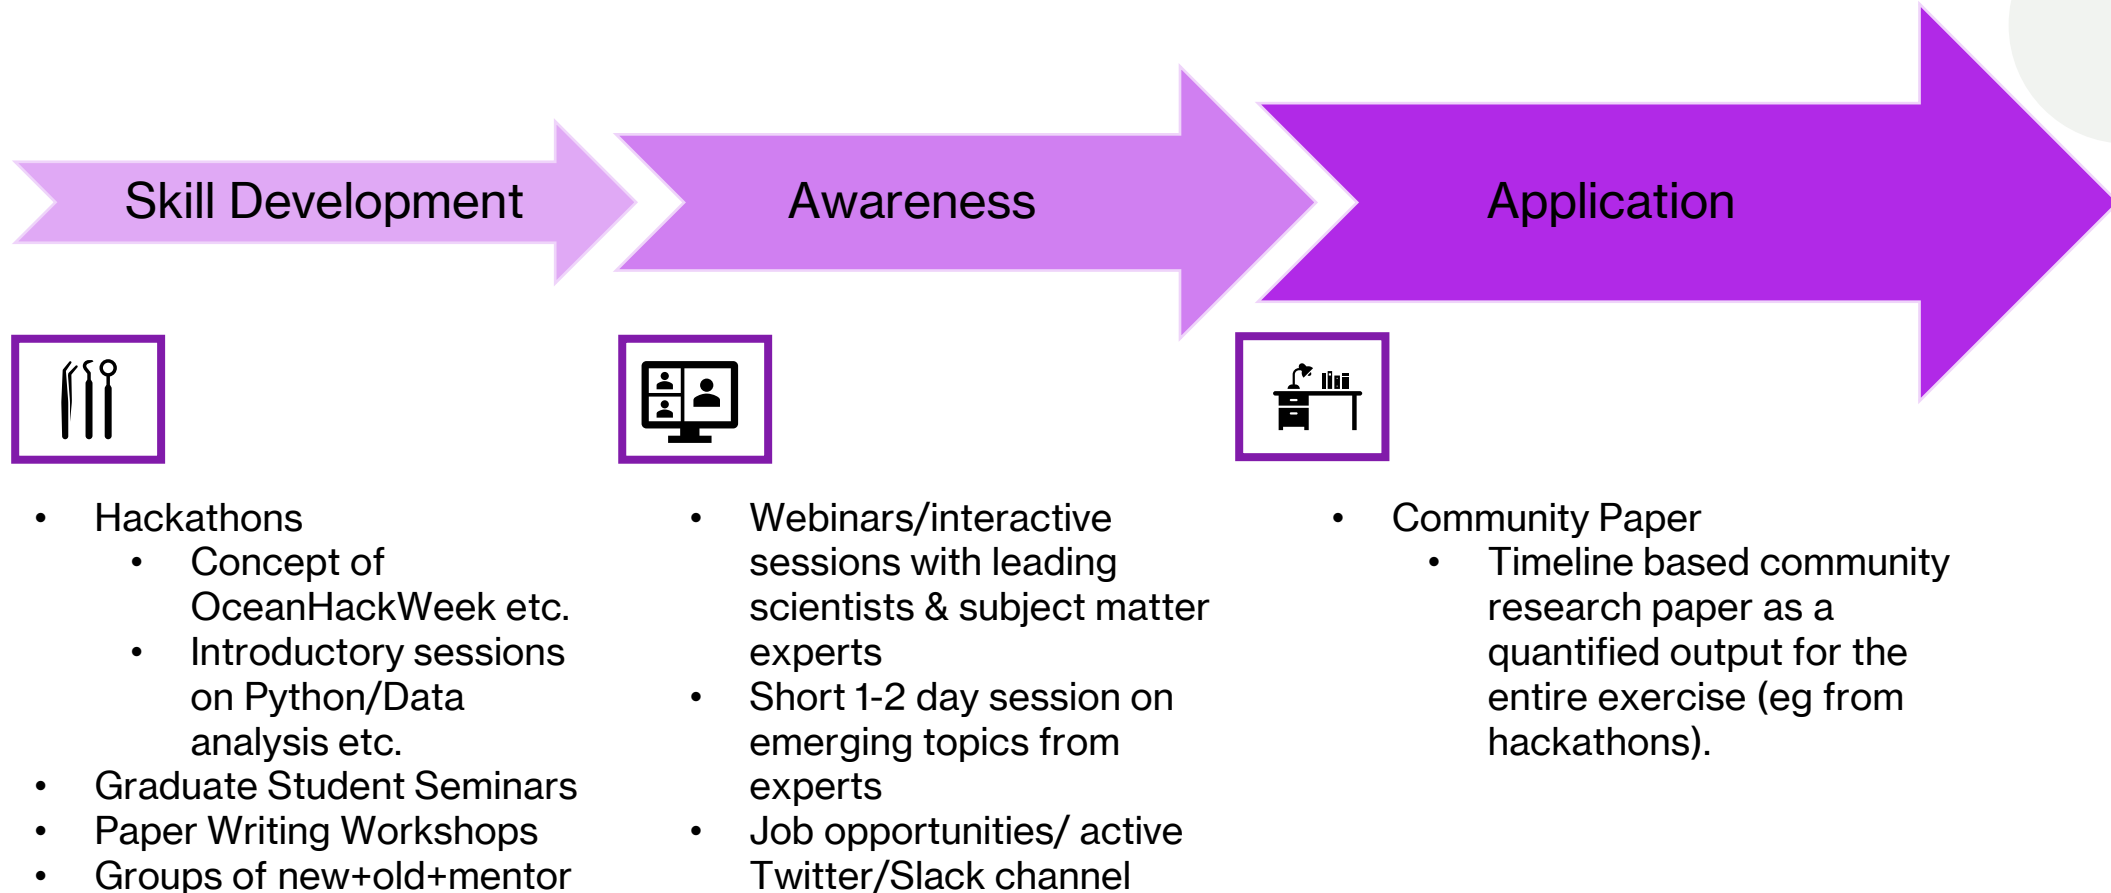 Skill Development
Awareness
Application
• Hackathons
• Concept of
OceanHackWeek etc.
• Introductory sessions
on Python/Data
analysis etc.
• Graduate Student Seminars
• Paper Writing Workshops
• Groups of new+old+mentor
• Webinars/interactive
sessions with leading
scientists & subject matter
experts
• Short 1-2 day session on
emerging topics from
experts
• Job opportunities/ active
Twitter/Slack channel
• Community Paper
• Timeline based community
research paper as a
quantified output for the
entire exercise (eg from
hackathons).